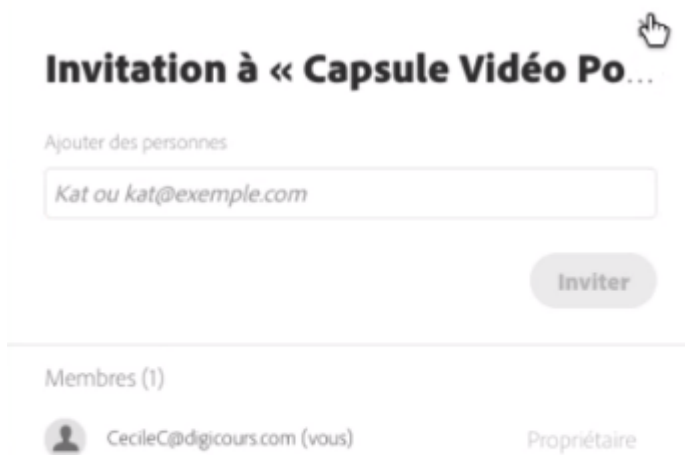 Invitation à « Capsule Vidéo Po...
Ajouter des personnes
Kat ou kat@exemple.com
Inviter
Membres (1)
CecileC@digicours.com (vous)
Propriétaire